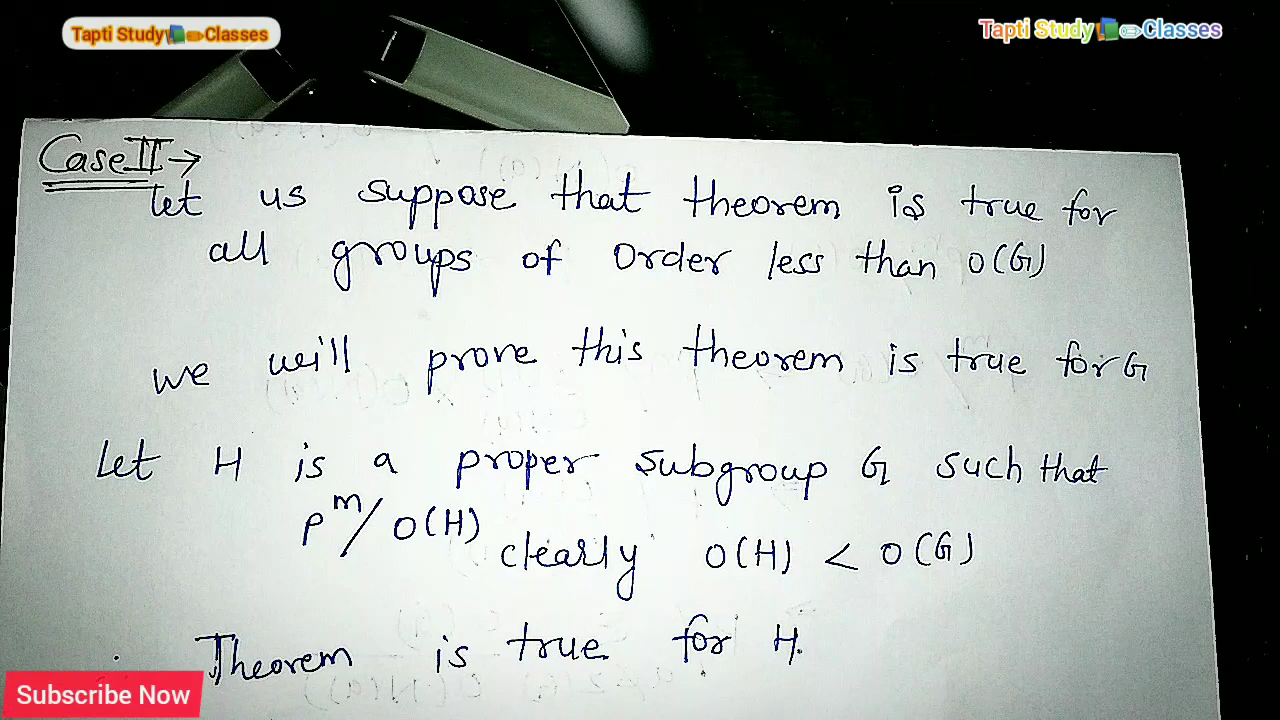 Tapti Study📚✏️Classes
Tapti Study📚✏️Classes
Case II →
let us suppose that theorem is true for
all groups of order less than o(G)
we will prove this theorem is true for G
Let H is a proper subgroup G such that
p^m / o(H)
clearly o(H) < o(G)
∴ Theorem is true for H.
Subscribe Now